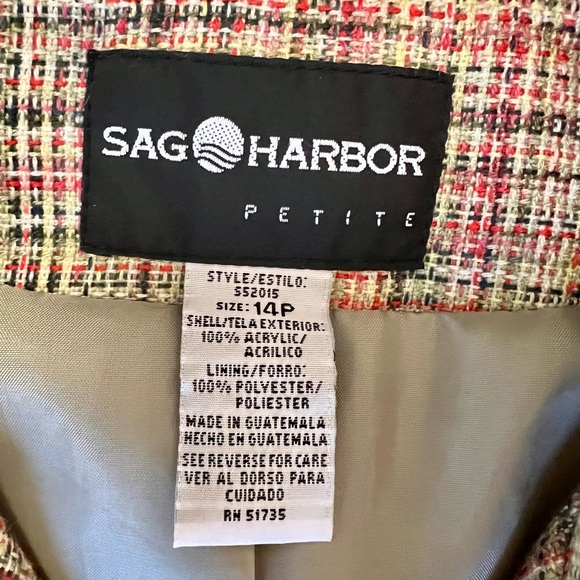 SAG HARBOR
PETITE
STYLE/ESTILO:
SS2015
SIZE: 14P
SHELL/TELA EXTERIOR:
100% ACRYLIC/
ACRILICO
LINING/FORRO:
100% POLYESTER/
POLIESTER
MADE IN GUATEMALA
HECHO EN GUATEMALA
SEE REVERSE FOR CARE
VER AL DORSO PARA
CUIDADO
RN 51735